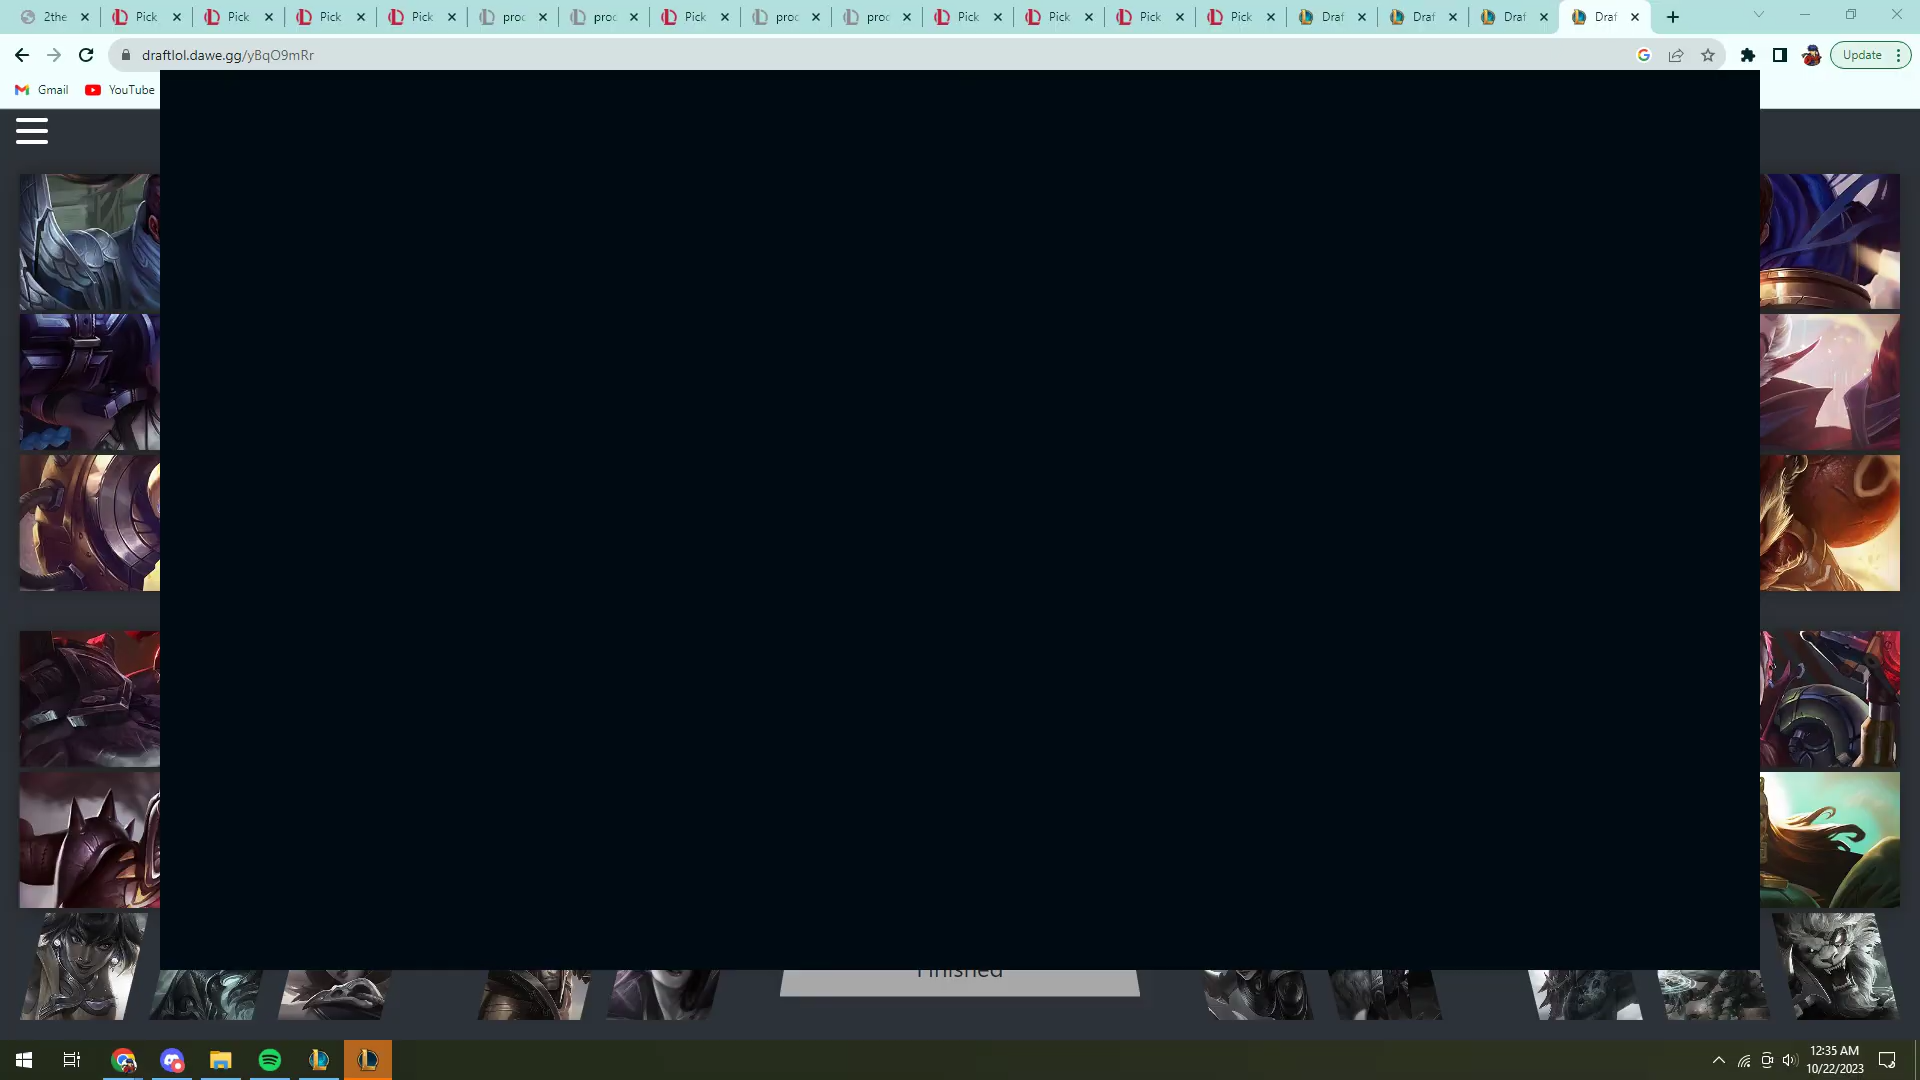 2the Pick Pick Pick Pick proc proc Pick proc proc Pick Pick Pick Pick Draf Draf Draf Draf
draftlol.dawe.gg/yBqO9mRr
Update
Gmail YouTube
Finished
12:35 AM
10/22/2023